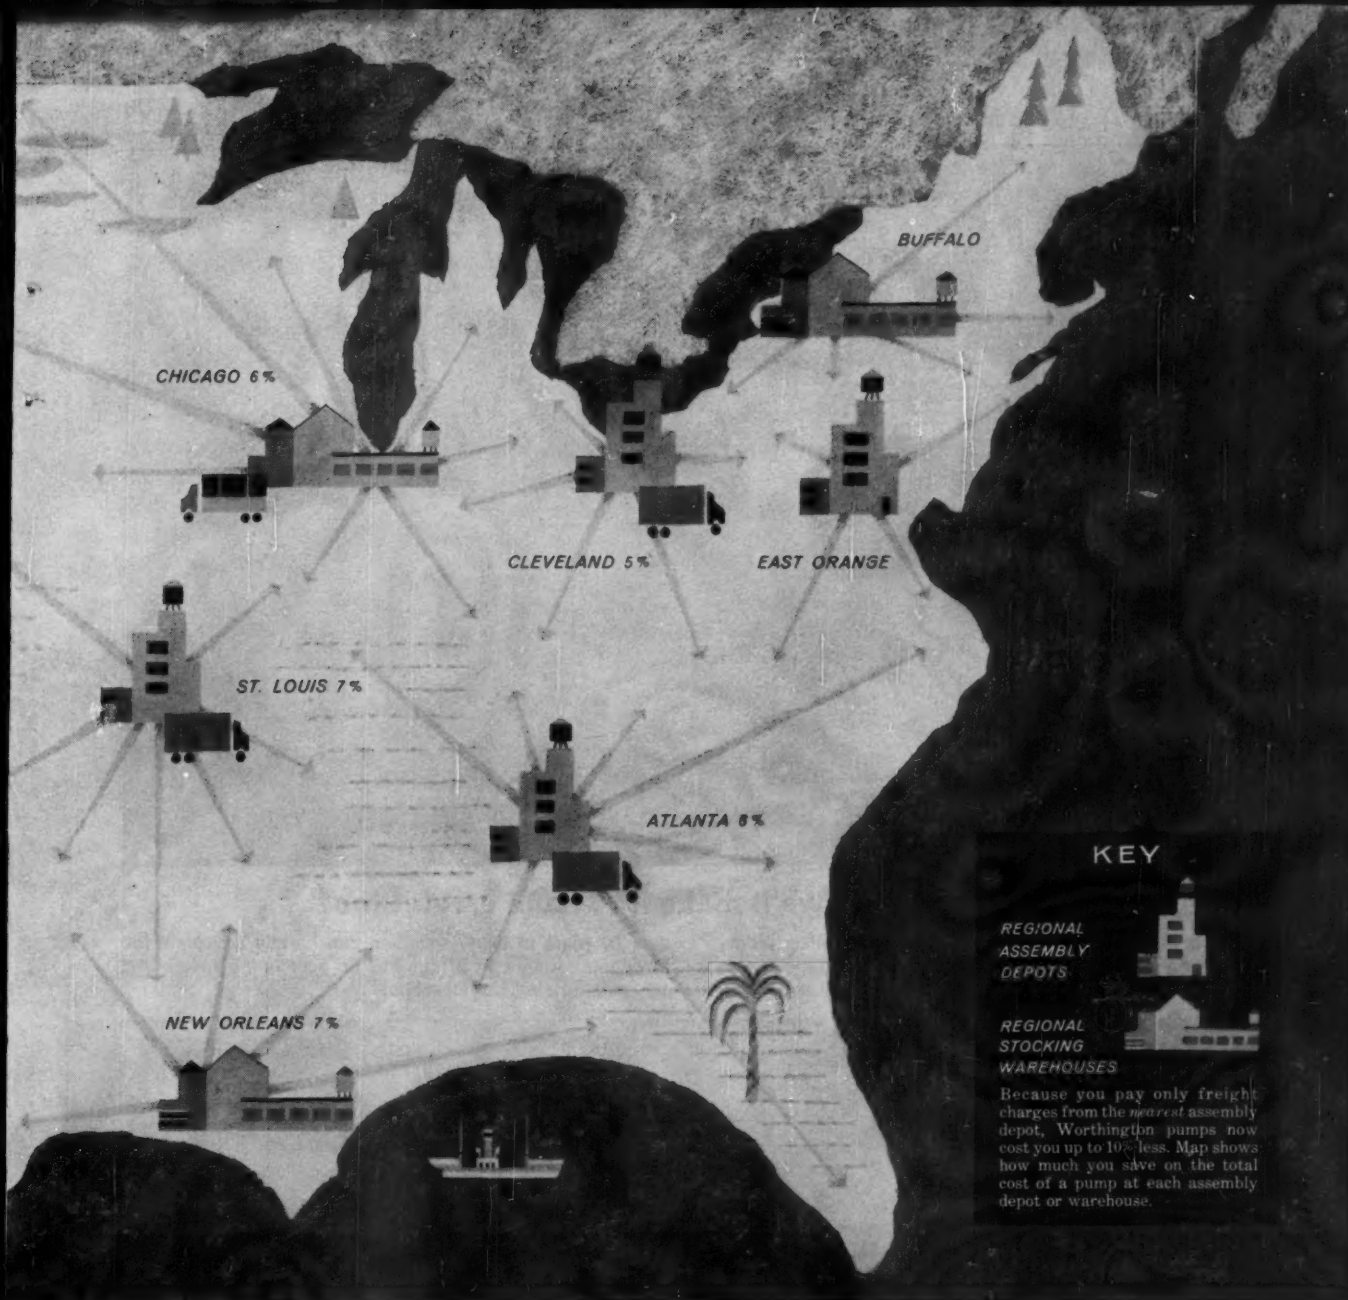 BUFFALO
CHICAGO 6%
CLEVELAND 5%
EAST ORANGE
ST. LOUIS 7%
ATLANTA 6%
NEW ORLEANS 7%
KEY
REGIONAL
ASSEMBLY
DEPOTS
REGIONAL
STOCKING
WAREHOUSES
Because you pay only freight
charges from the nearest assembly
depot, Worthington pumps now
cost you up to 10% less. Map shows
how much you save on the total
cost of a pump at each assembly
depot or warehouse.